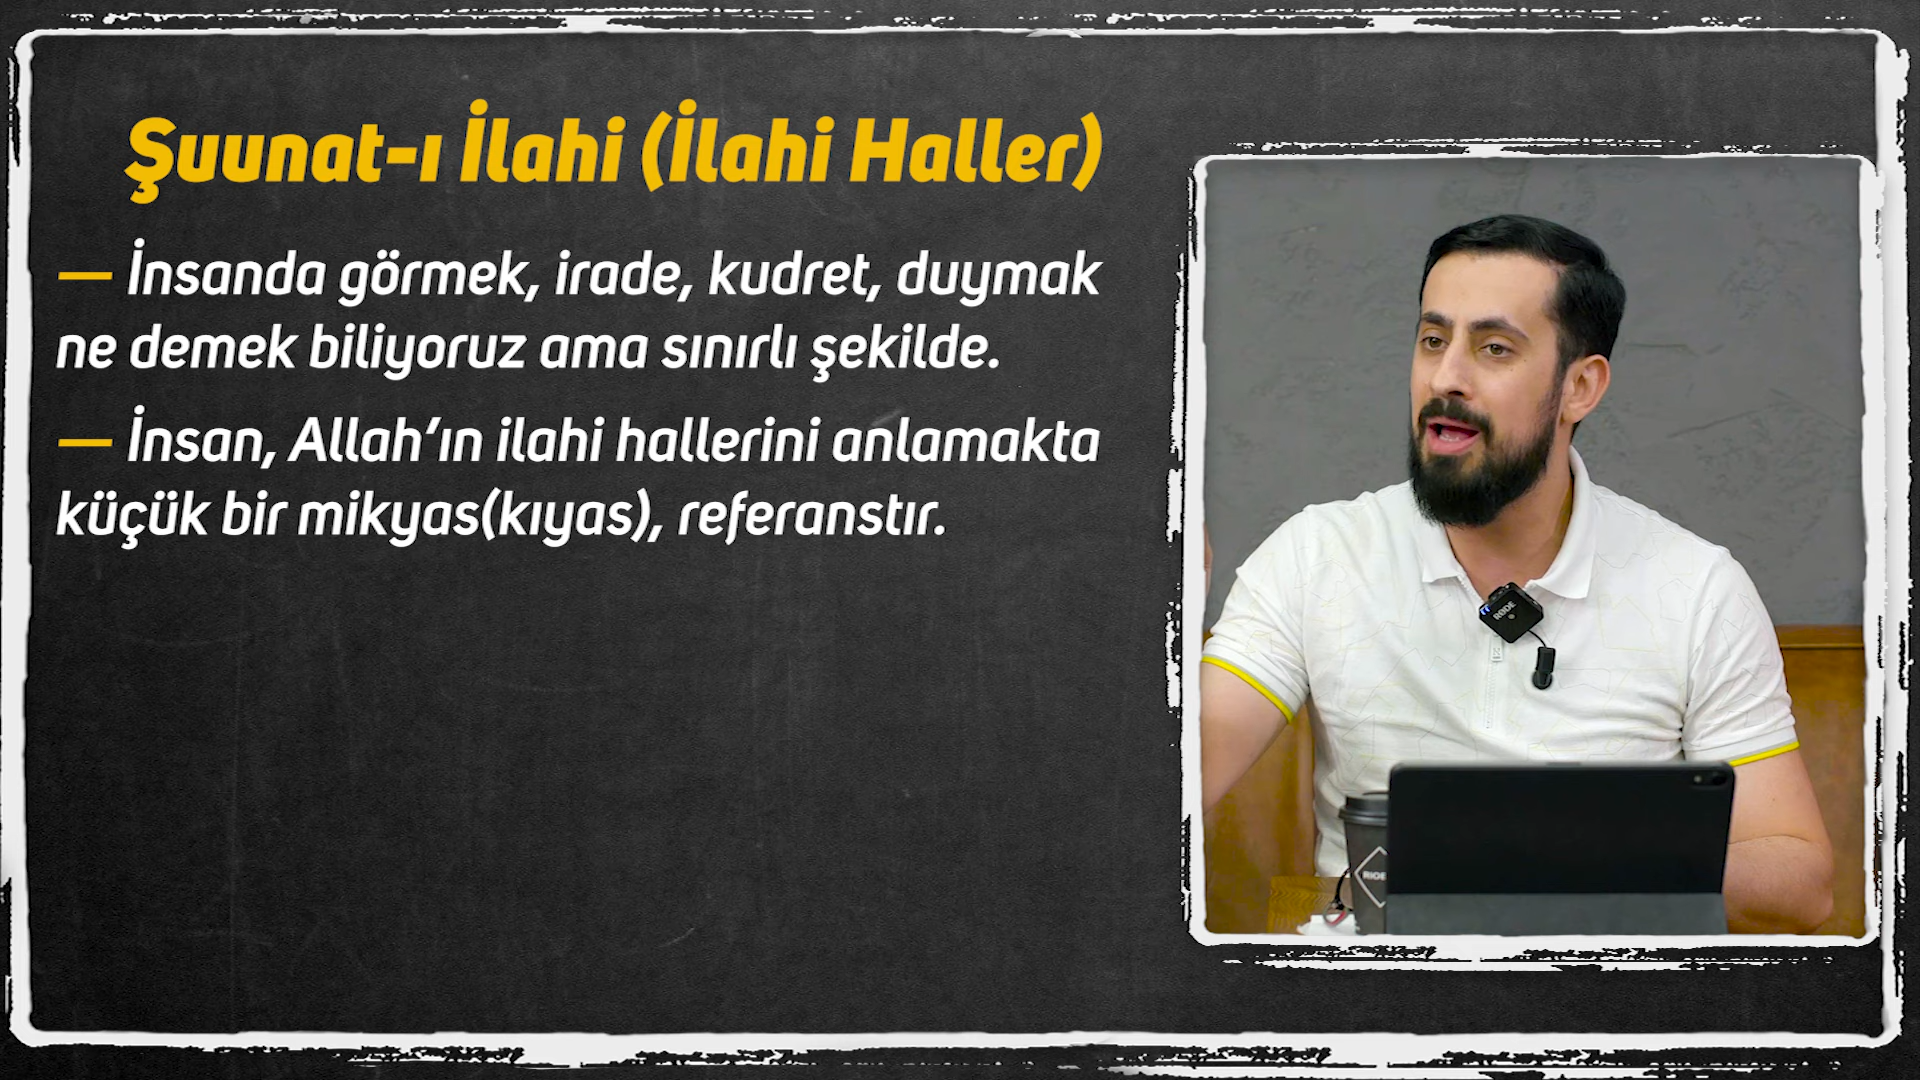 Şuunat-ı İlahi (İlahi Haller)
— İnsanda görmek, irade, kudret, duymak
ne demek biliyoruz ama sınırlı şekilde.
— İnsan, Allah’ın ilahi hallerini anlamakta
küçük bir mikyas(kıyas), referanstır.
RØDE